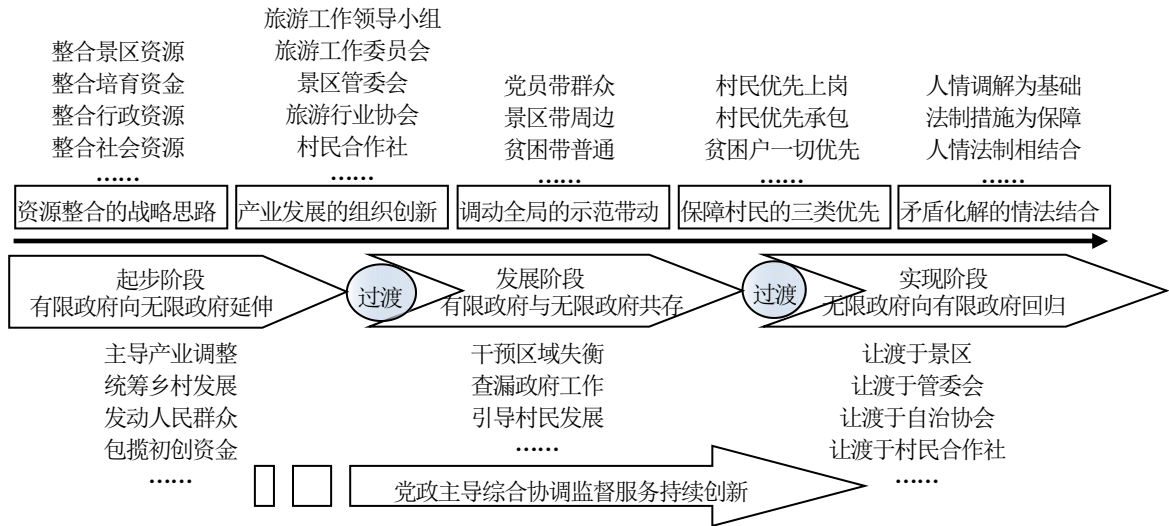 整合景区资源
整合培育资金
整合行政资源
整合社会资源
……
资源整合的战略思路
旅游工作领导小组
旅游工作委员会
景区管委会
旅游行业协会
村民合作社
……
产业发展的组织创新
党员带群众
景区带周边
贫困带普通
……
调动全局的示范带动
村民优先上岗
村民优先承包
贫困户一切优先
……
保障村民的三类优先
人情调解为基础
法制措施为保障
人情法制相结合
……
矛盾化解的情法结合
起步阶段
有限政府向无限政府延伸
过渡
发展阶段
有限政府与无限政府共存
过渡
实现阶段
无限政府向有限政府回归
主导产业调整
统筹乡村发展
发动人民群众
包揽初创资金
……
干预区域失衡
查漏政府工作
引导村民发展
……
让渡于景区
让渡于管委会
让渡于自治协会
让渡于村民合作社
……
党政主导综合协调监督服务持续创新